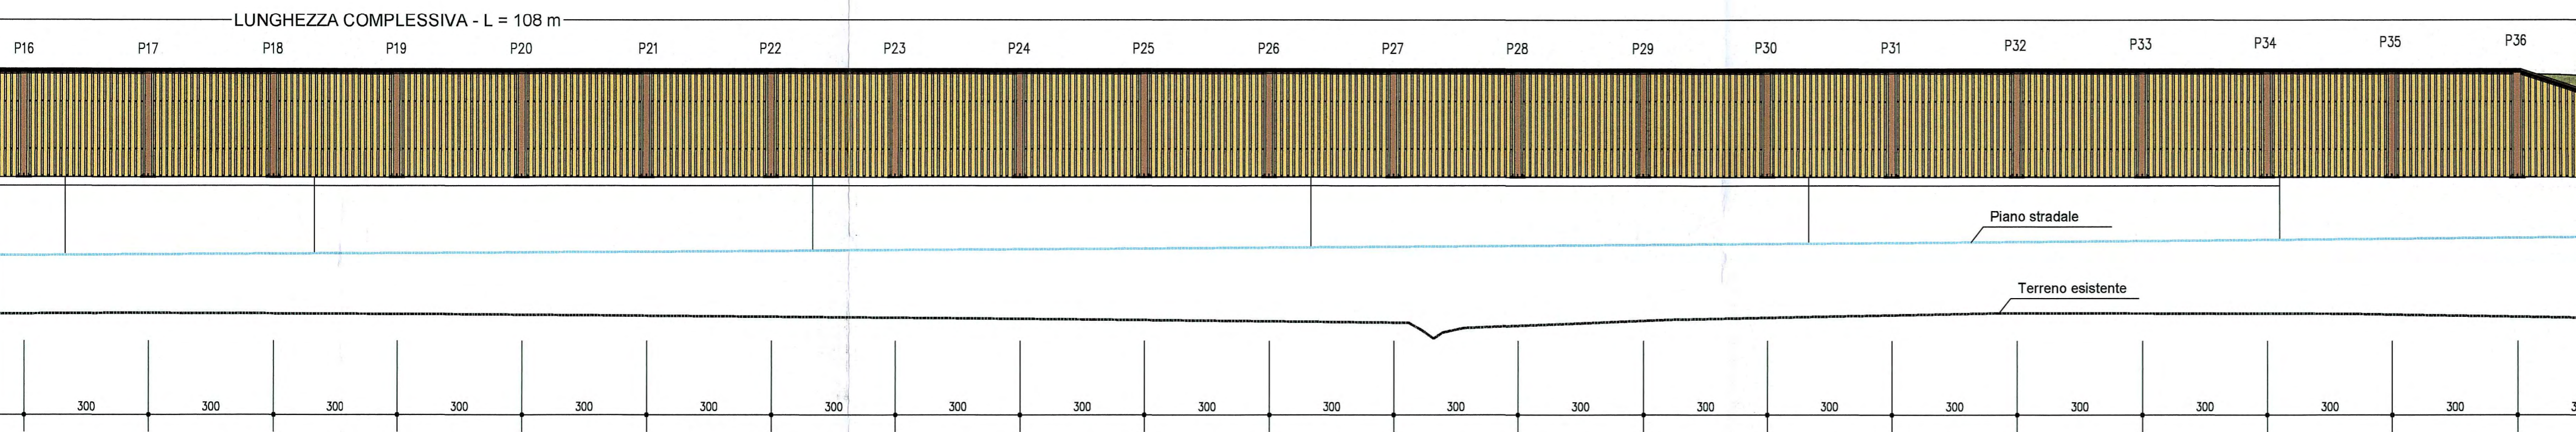 LUNGHEZZA COMPLESSIVA - L = 108 m
P16 P17 P18 P19 P20 P21 P22 P23 P24 P25 P26 P27 P28 P29 P30 P31 P32 P33 P34 P35 P36
Piano stradale
Terreno esistente
300 300 300 300 300 300 300 300 300 300 300 300 300 300 300 300 300 300 300 300